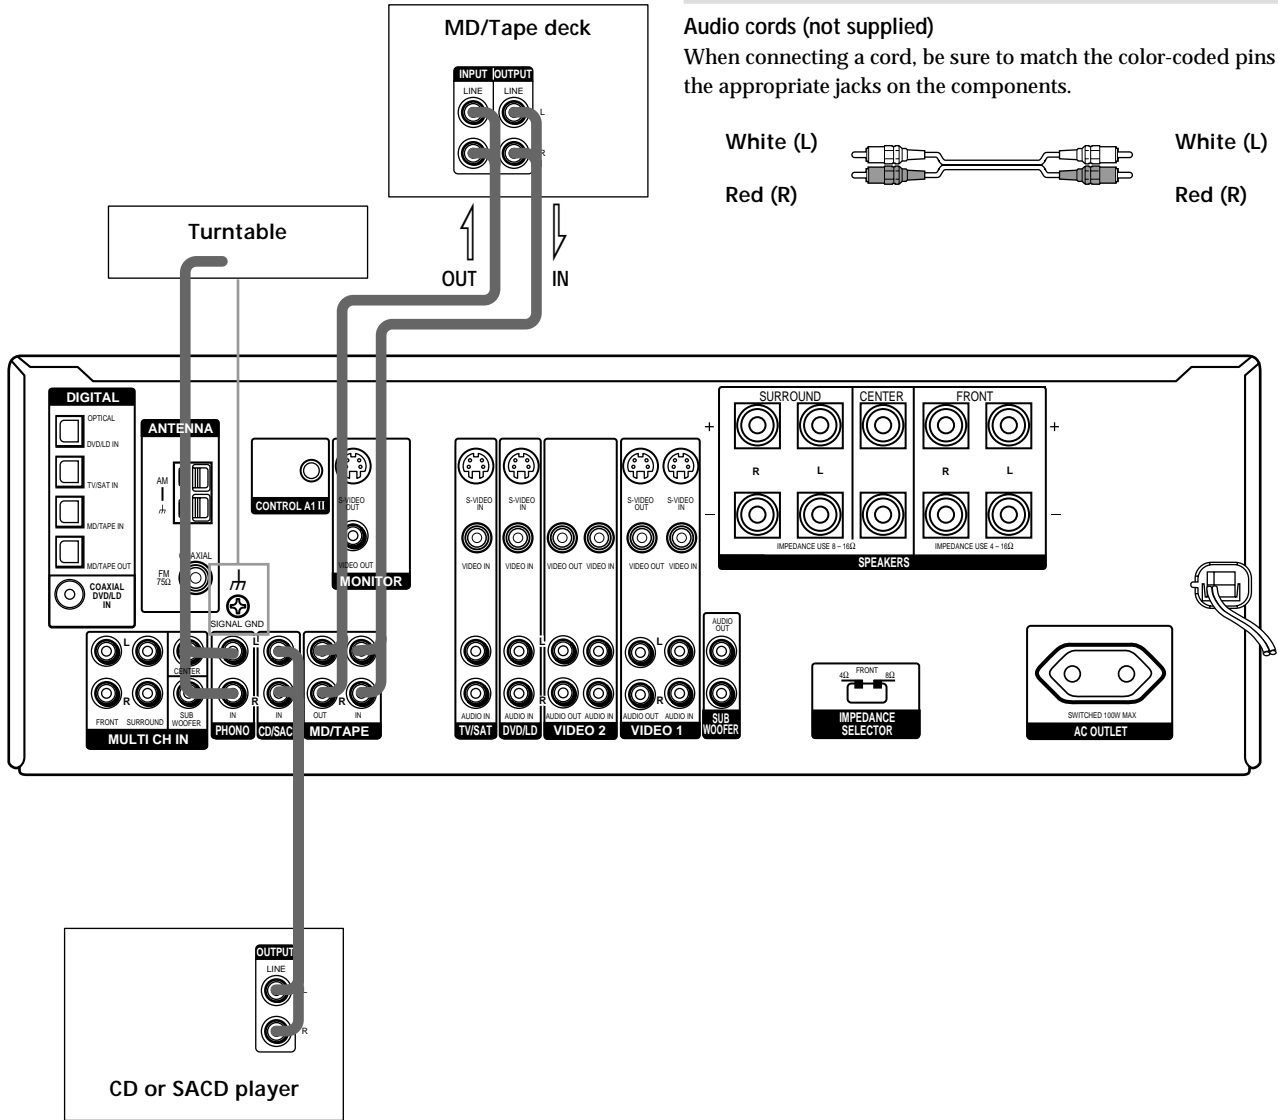 MD/Tape deck
INPUT OUTPUT
LINE LINE
L
R
OUT IN
Audio cords (not supplied)
When connecting a cord, be sure to match the color-coded pins
the appropriate jacks on the components.
White (L) White (L)
Red (R) Red (R)
Turntable
DIGITAL
OPTICAL
DVD/LD IN
TV/SAT IN
MD/TAPE IN
MD/TAPE OUT
COAXIAL
DVD/LD
IN
ANTENNA
AM
FM
75Ω
SIGNAL GND
CONTROL A1 II
S-VIDEO
OUT
VIDEO OUT
MONITOR
S-VIDEO
IN
S-VIDEO
IN
S-VIDEO
OUT
S-VIDEO
IN
VIDEO IN VIDEO IN VIDEO OUT VIDEO IN VIDEO OUT VIDEO IN
SURROUND CENTER FRONT
+ +
R L R L
– –
IMPEDANCE USE 8 – 16Ω IMPEDANCE USE 4 – 16Ω
SPEAKERS
L
R
CENTER
FRONT SURROUND
SUB
WOOFER
MULTI CH IN
L
R
IN
PHONO
IN
CD/SAC
R
OUT IN
MD/TAPE
L
R
L
R
AUDIO IN AUDIO IN AUDIO OUT AUDIO IN AUDIO OUT AUDIO IN
TV/SAT DVD/LD VIDEO 2 VIDEO 1
AUDIO
OUT
SUB
WOOFER
FRONT
4Ω 8Ω
IMPEDANCE
SELECTOR
SWITCHED 100W MAX
AC OUTLET
OUTPUT
LINE
L
R
CD or SACD player